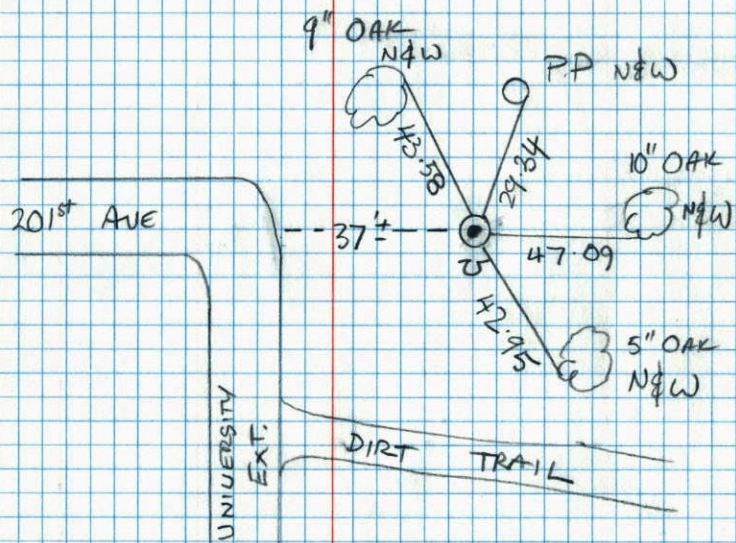 9" OAK
N&W
P.P N&W
43.58
29.34
10" OAK
N&W
201st AVE
37'±
47.09
42.95
5" OAK
N&W
UNIVERSITY
EXT.
DIRT TRAIL